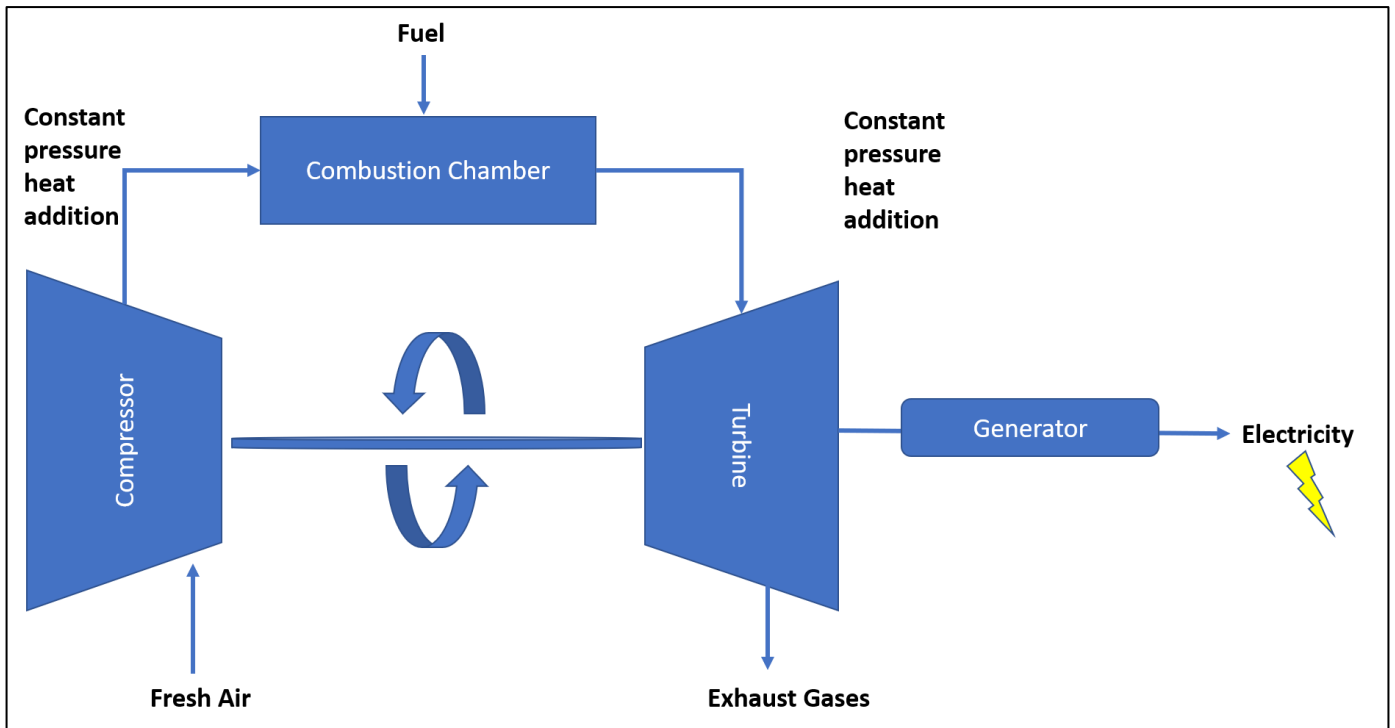 Fuel
Constant
pressure
heat
addition
Combustion Chamber
Constant
pressure
heat
addition
Compressor
Turbine
Generator
Electricity
Fresh Air
Exhaust Gases